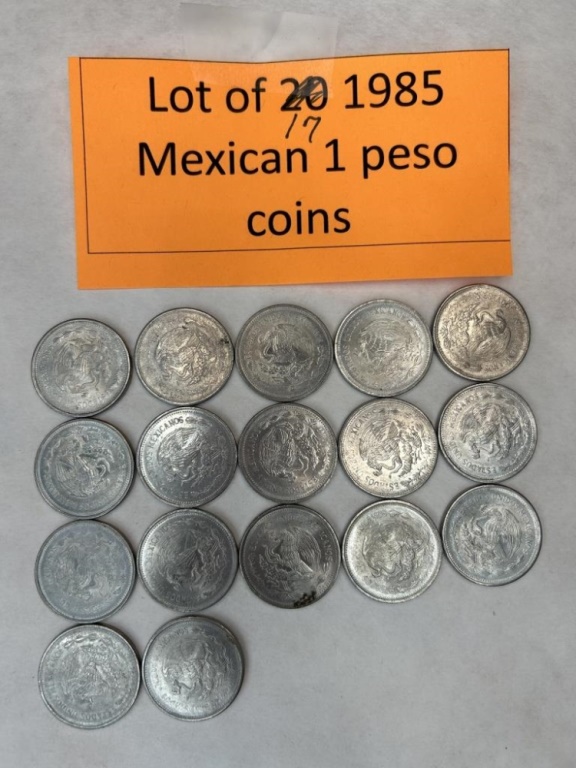 Lot of 20 1985
17
Mexican 1 peso
coins